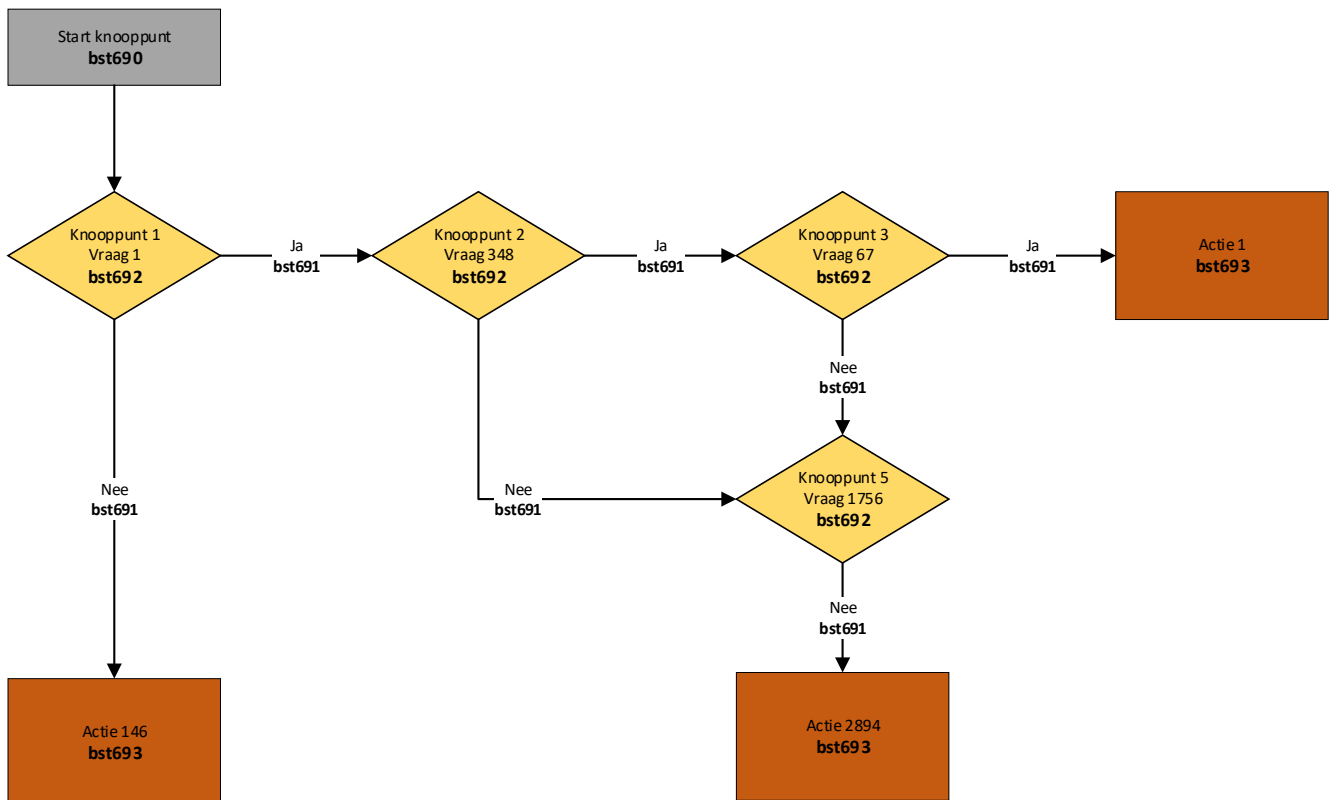 Start knooppunt
bst690
Knooppunt 1
Vraag 1
bst692
Ja
bst691
Knooppunt 2
Vraag 348
bst692
Ja
bst691
Knooppunt 3
Vraag 67
bst692
Ja
bst691
Actie 1
bst693
Nee
bst691
Nee
bst691
Nee
bst691
Knooppunt 5
Vraag 1756
bst692
Nee
bst691
Actie 146
bst693
Actie 2894
bst693